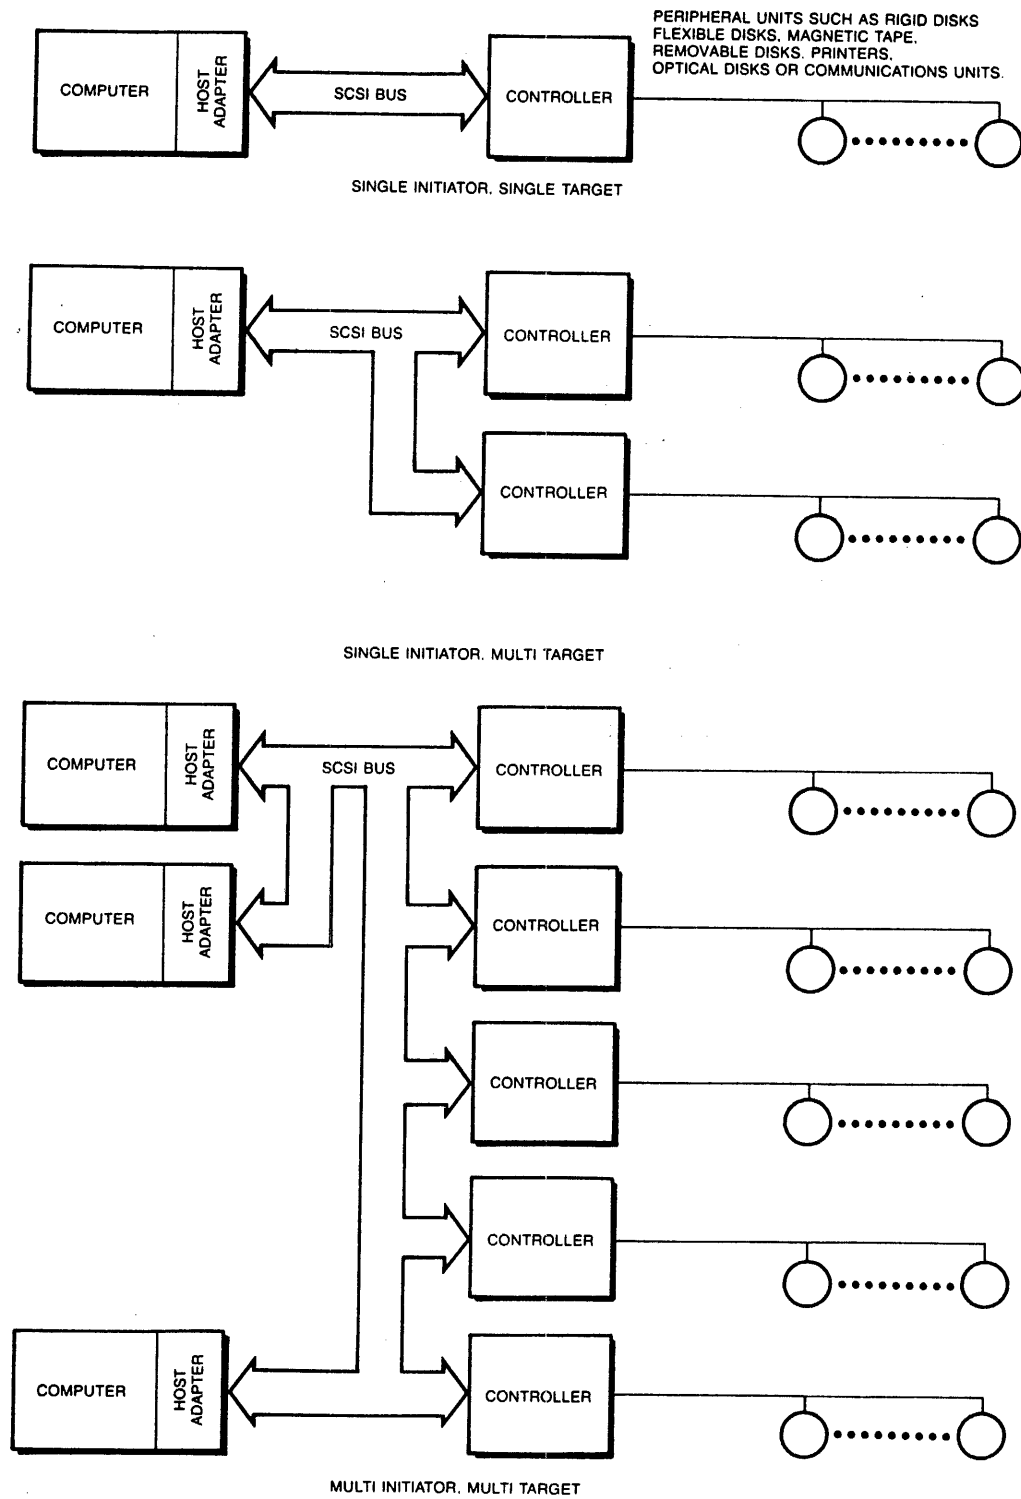 PERIPHERAL UNITS SUCH AS RIGID DISKS
FLEXIBLE DISKS, MAGNETIC TAPE,
REMOVABLE DISKS. PRINTERS,
OPTICAL DISKS OR COMMUNICATIONS UNITS.
COMPUTER
HOST
ADAPTER
SCSI BUS
CONTROLLER
SINGLE INITIATOR. SINGLE TARGET
COMPUTER
HOST
ADAPTER
SCSI BUS
CONTROLLER
CONTROLLER
SINGLE INITIATOR. MULTI TARGET
COMPUTER
HOST
ADAPTER
SCSI BUS
CONTROLLER
COMPUTER
HOST
ADAPTER
CONTROLLER
CONTROLLER
CONTROLLER
COMPUTER
HOST
ADAPTER
CONTROLLER
MULTI INITIATOR, MULTI TARGET